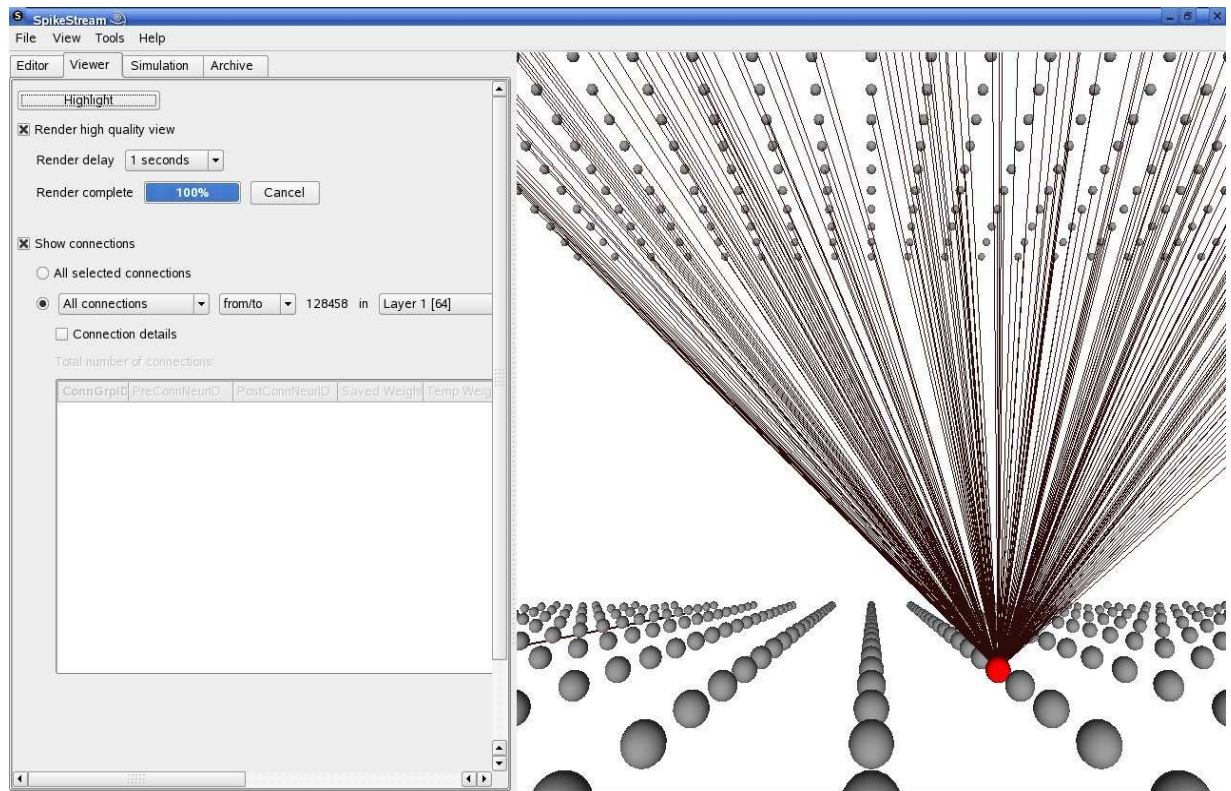 SpikeStream
File View Tools Help
Editor Viewer Simulation Archive
Highlight
Render high quality view
Render delay 1 seconds
Render complete 100% Cancel
Show connections
All selected connections
All connections from/to 128458 in Layer 1 [64]
Connection details
Total number of connections:
ConnGrpID PreConnNeurID PostConnNeurID Saved Weight Temp Weig